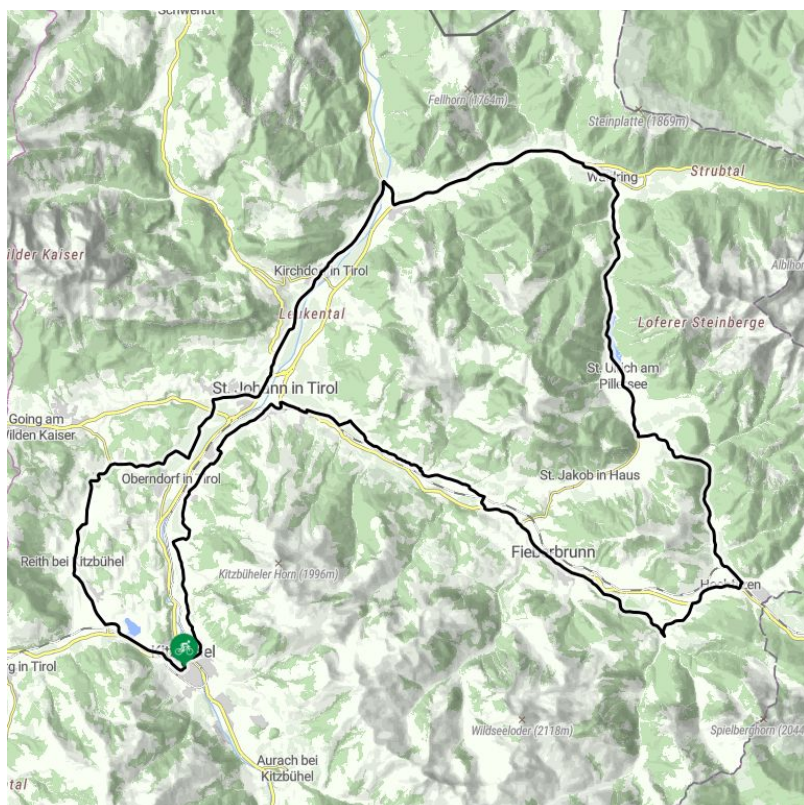 Schwendt
Fellhorn (1764m)
Steinplatte (1869m)
Strubtal
Wilder Kaiser
Kirchdorf in Tirol
Leukental
Loferer Steinberge
St. Ulrich am
Pillersee
St. Johann in Tirol
Going am
Wilden Kaiser
Oberndorf in Tirol
St. Jakob in Haus
Reith bei Kitzbühel
Kitzbüheler Horn (1996m)
Fieberbrunn
Wildseeloder (2118m)
Aurach bei
Kitzbühel